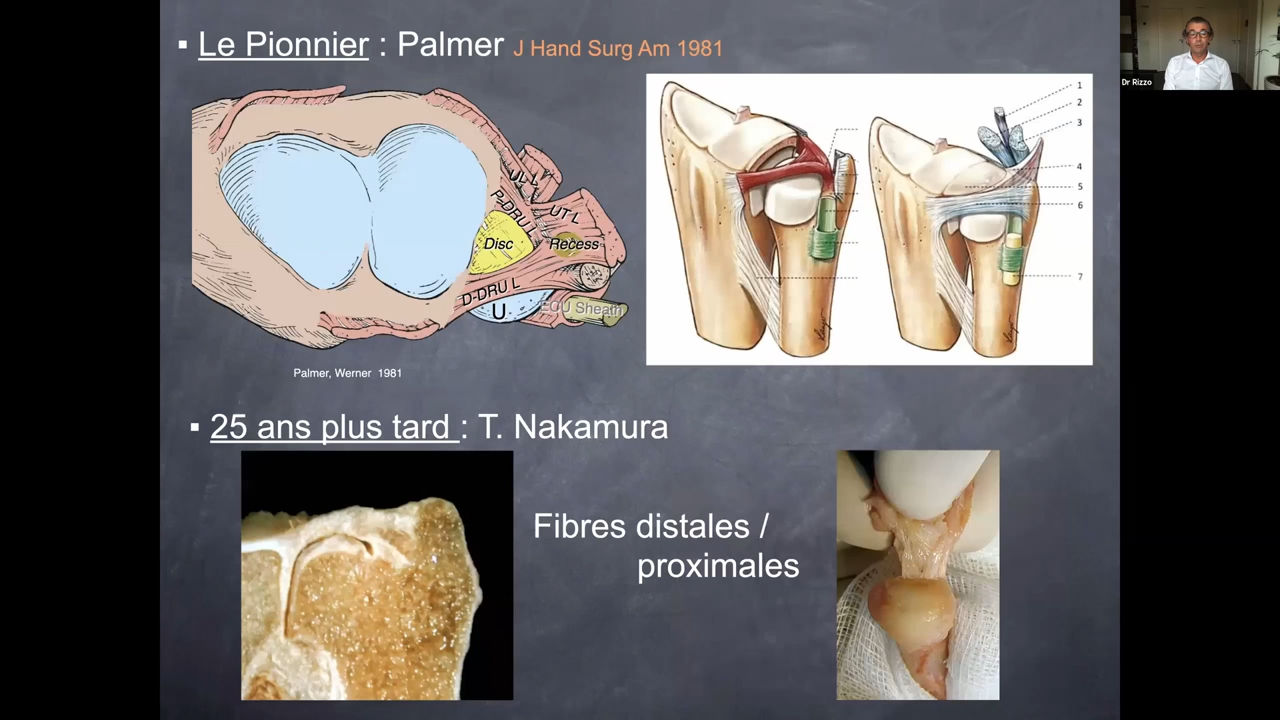 ▪ Le Pionnier : Palmer J Hand Surg Am 1981
Dr Rizzo
UL L
P-DRU L
UT L
Disc
Recess
D-DRU L
U
ECU Sheath
1
2
3
4
5
6
7
Palmer, Werner 1981
▪ 25 ans plus tard : T. Nakamura
Fibres distales /
proximales